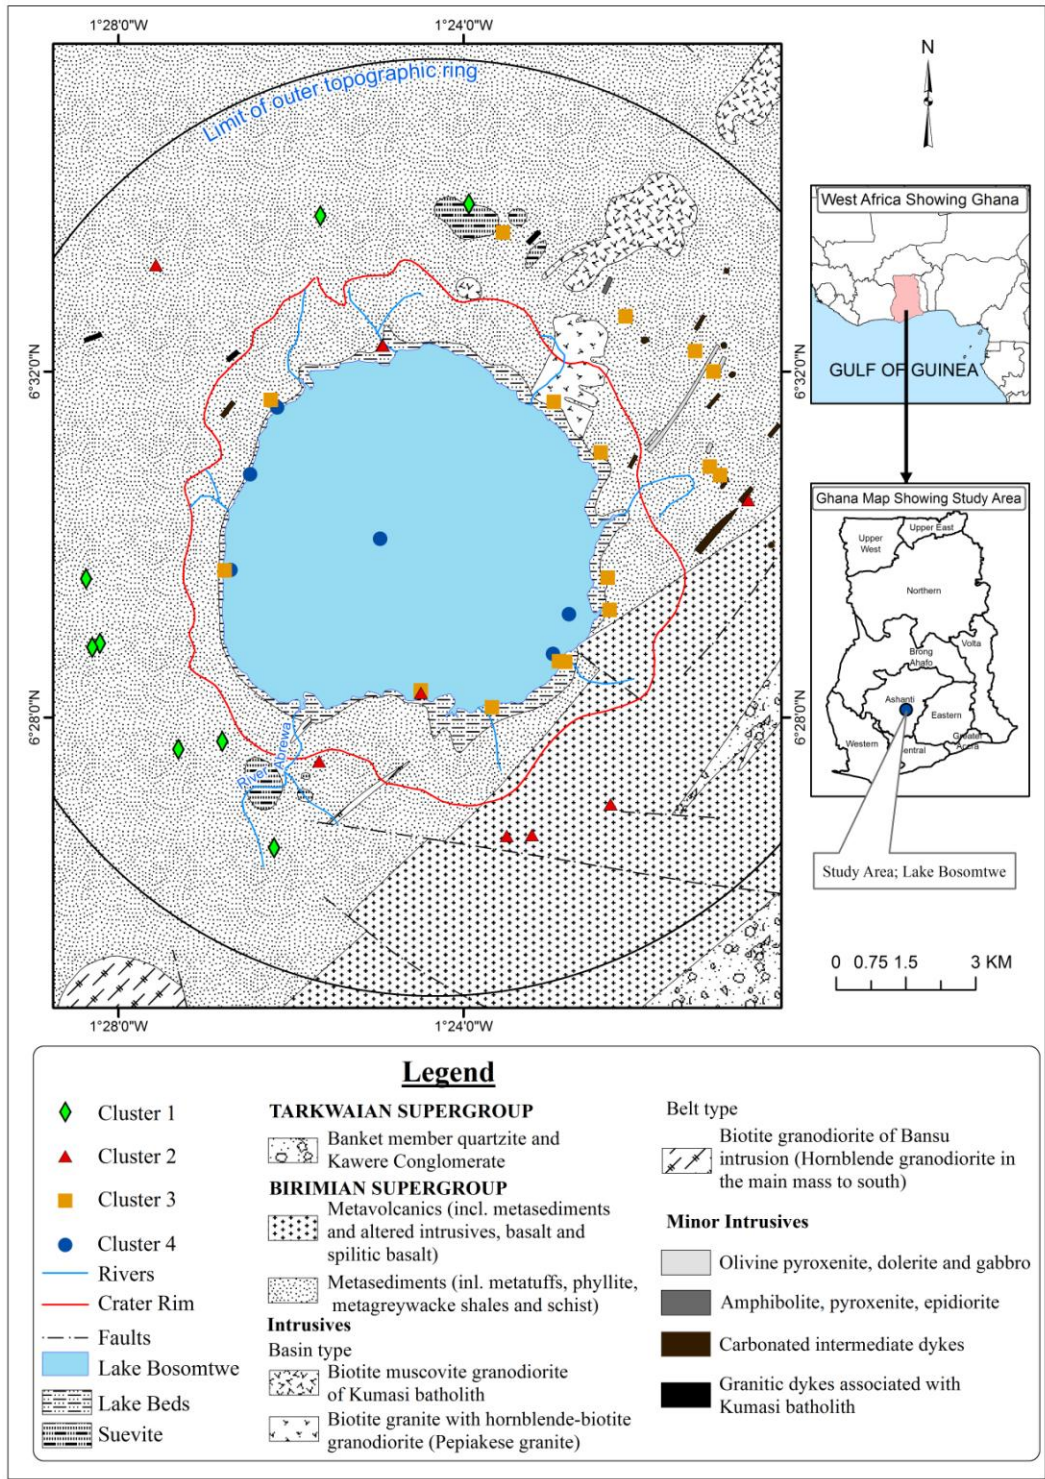 1°28'0"W
1°24'0"W
Limit of outer topographic ring
N
West Africa Showing Ghana
GULF OF GUINEA
6°32'0"N
6°32'0"N
Ghana Map Showing Study Area
Upper East
Upper
West
Northern
Volta
Brong
Ahafo
Ashanti
Eastern
Western
Greater
Accra
Central
6°28'0"N
6°28'0"N
River Abrewa
Study Area; Lake Bosomtwe
0 0.75 1.5 3 KM
1°28'0"W
1°24'0"W
Legend
Cluster 1
Cluster 2
Cluster 3
Cluster 4
Rivers
Crater Rim
Faults
Lake Bosomtwe
Lake Beds
Suevite
TARKWAIAN SUPERGROUP
Banket member quartzite and
Kawere Conglomerate
BIRIMIAN SUPERGROUP
Metavolcanics (incl. metasediments
and altered intrusives, basalt and
spilitic basalt)
Metasediments (inl. metatuffs, phyllite,
metagreywacke shales and schist)
Intrusives
Basin type
Biotite muscovite granodiorite
of Kumasi batholith
Biotite granite with hornblende-biotite
granodiorite (Pepiakese granite)
Belt type
Biotite granodiorite of Bansu
intrusion (Hornblende granodiorite in
the main mass to south)
Minor Intrusives
Olivine pyroxenite, dolerite and gabbro
Amphibolite, pyroxenite, epidiorite
Carbonated intermediate dykes
Granitic dykes associated with
Kumasi batholith